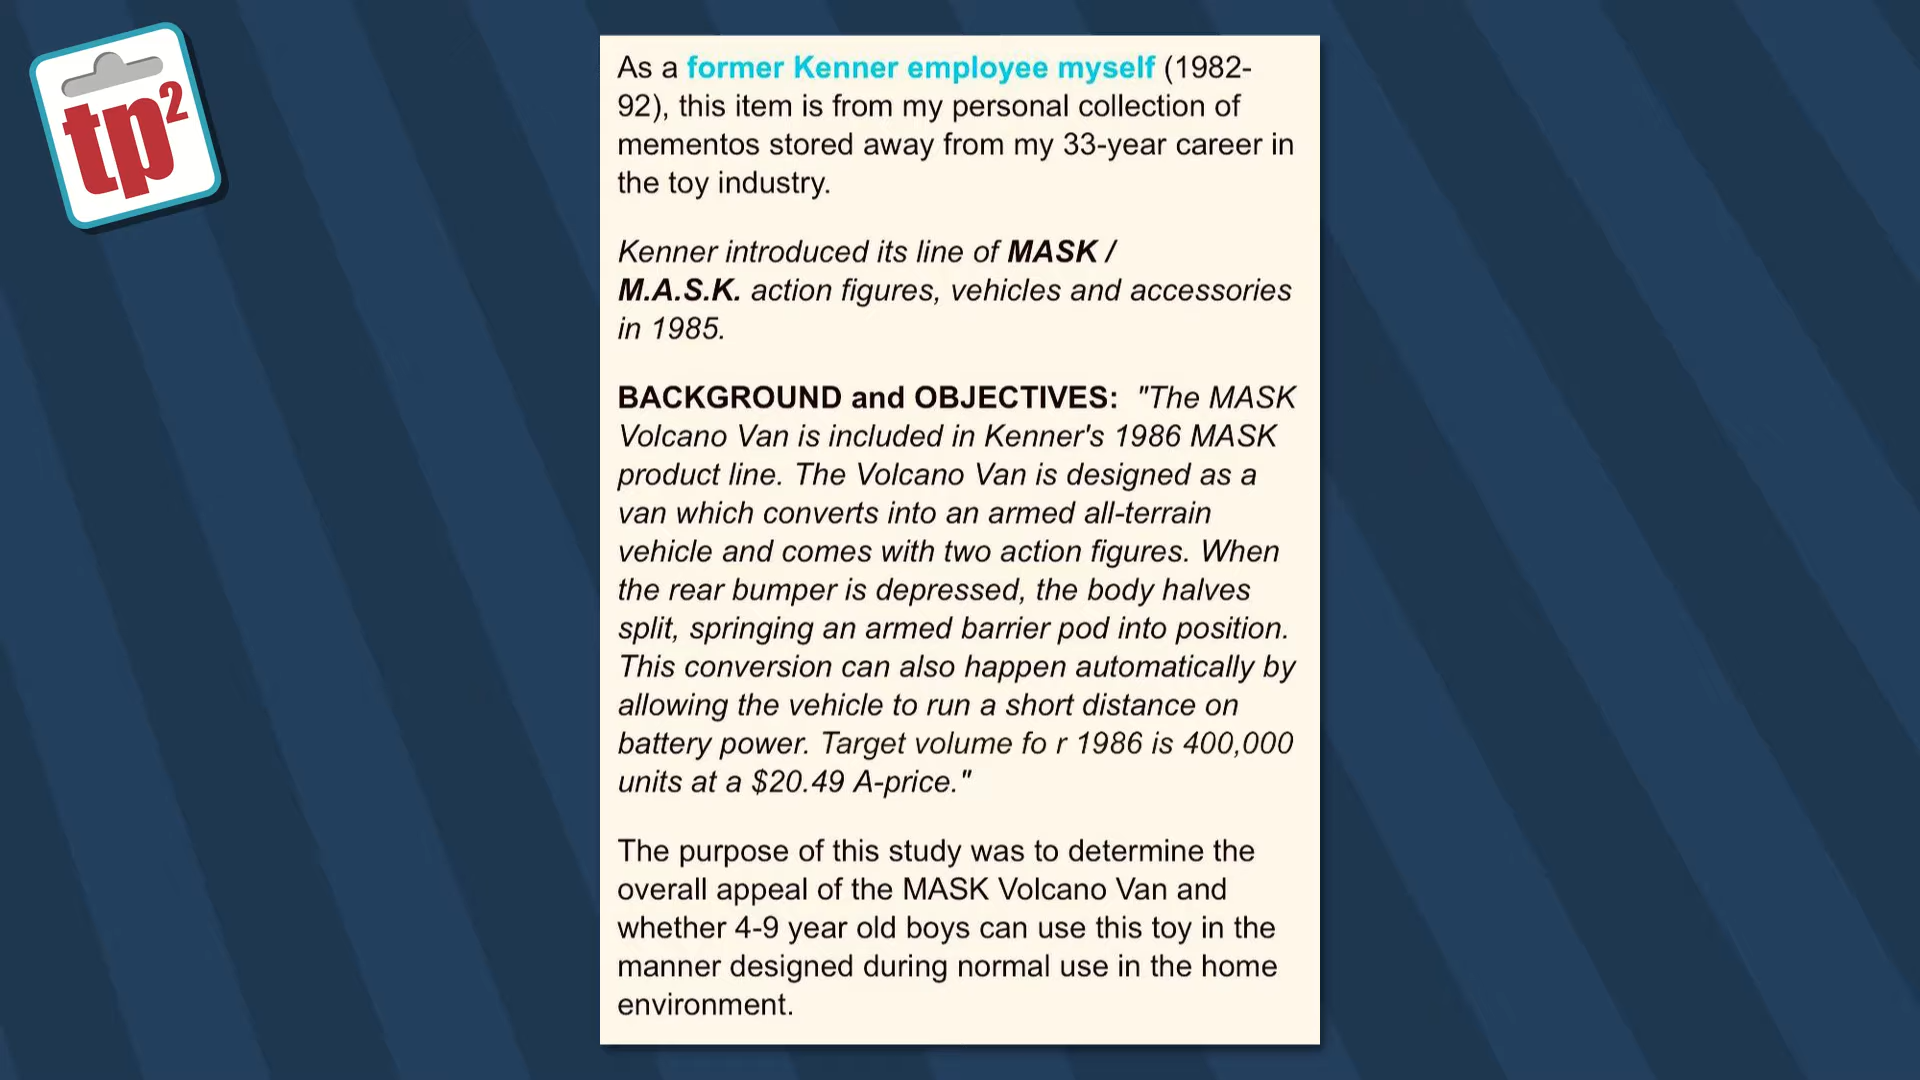 tp2
As a former Kenner employee myself (1982-
92), this item is from my personal collection of
mementos stored away from my 33-year career in
the toy industry.
Kenner introduced its line of MASK /
M.A.S.K. action figures, vehicles and accessories
in 1985.
BACKGROUND and OBJECTIVES: "The MASK
Volcano Van is included in Kenner's 1986 MASK
product line. The Volcano Van is designed as a
van which converts into an armed all-terrain
vehicle and comes with two action figures. When
the rear bumper is depressed, the body halves
split, springing an armed barrier pod into position.
This conversion can also happen automatically by
allowing the vehicle to run a short distance on
battery power. Target volume fo r 1986 is 400,000
units at a $20.49 A-price."
The purpose of this study was to determine the
overall appeal of the MASK Volcano Van and
whether 4-9 year old boys can use this toy in the
manner designed during normal use in the home
environment.